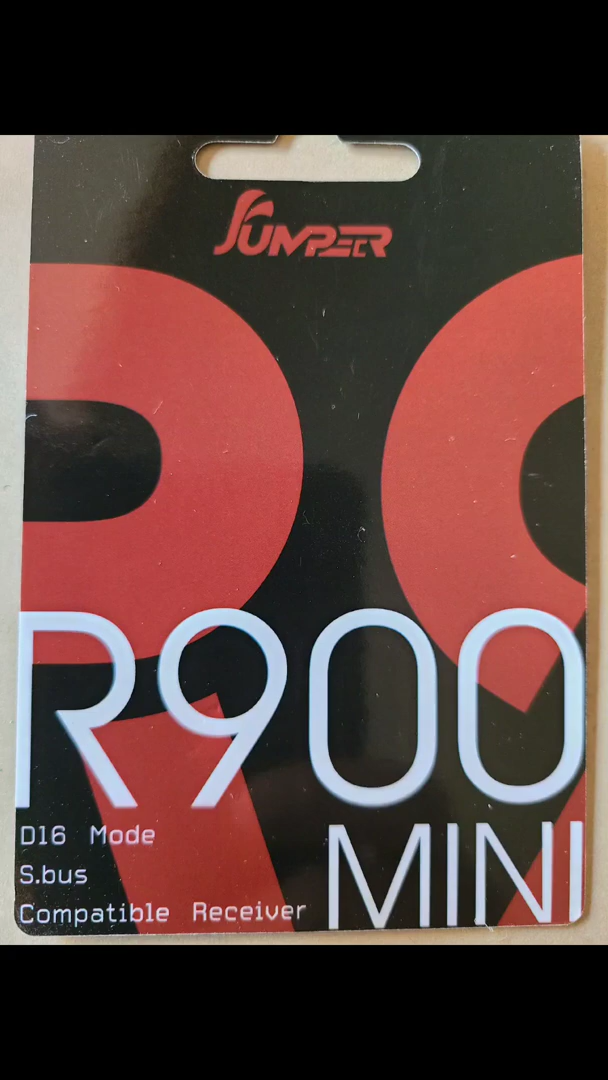 JUMPER
R900
MINI
D16 Mode
S.bus
Compatible Receiver